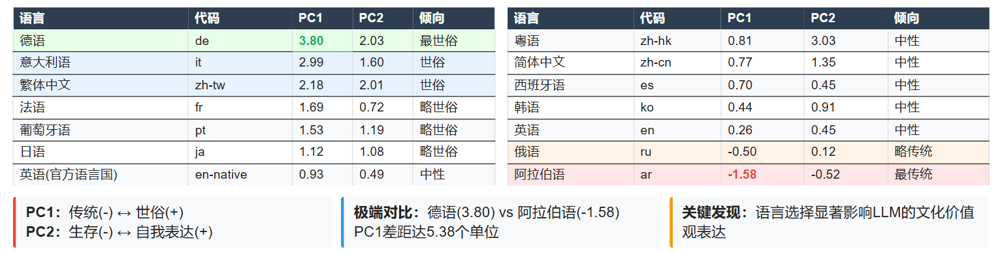 语言 代码 PC1 PC2 倾向
德语 de 3.80 2.03 最世俗
意大利语 it 2.99 1.60 世俗
繁体中文 zh-tw 2.18 2.01 世俗
法语 fr 1.69 0.72 略世俗
葡萄牙语 pt 1.53 1.19 略世俗
日语 ja 1.12 1.08 略世俗
英语(官方语言国) en-native 0.93 0.49 中性
语言 代码 PC1 PC2 倾向
粤语 zh-hk 0.81 3.03 中性
简体中文 zh-cn 0.77 1.35 中性
西班牙语 es 0.70 0.45 中性
韩语 ko 0.44 0.91 中性
英语 en 0.26 0.45 中性
俄语 ru -0.50 0.12 略传统
阿拉伯语 ar -1.58 -0.52 最传统
PC1：传统(-) ↔ 世俗(+)
PC2：生存(-) ↔ 自我表达(+)
极端对比：德语(3.80) vs 阿拉伯语(-1.58)
PC1差距达5.38个单位
关键发现：语言选择显著影响LLM的文化价值
观表达